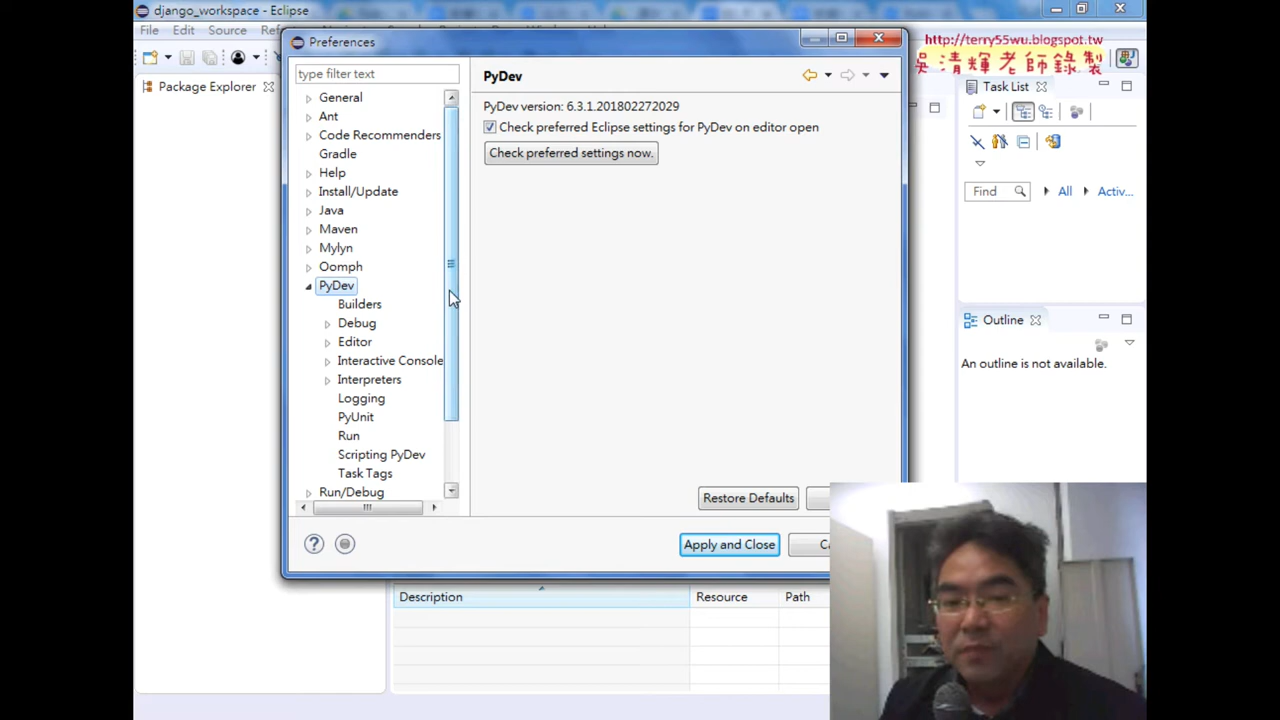 django_workspace - Eclipse
File Edit Source
Preferences
http://terry55wu.blogspot.tw
吳清輝老師錄製
type filter text
PyDev
Package Explorer
Task List
General
Ant
Code Recommenders
Gradle
Help
Install/Update
Java
Maven
Mylyn
Oomph
PyDev
Builders
Debug
Editor
Interactive Console
Interpreters
Logging
PyUnit
Run
Scripting PyDev
Task Tags
Run/Debug
PyDev version: 6.3.1.201802272029
Check preferred Eclipse settings for PyDev on editor open
Check preferred settings now.
Find All Activ...
Outline
An outline is not available.
Restore Defaults
Apply and Close
Description Resource Path